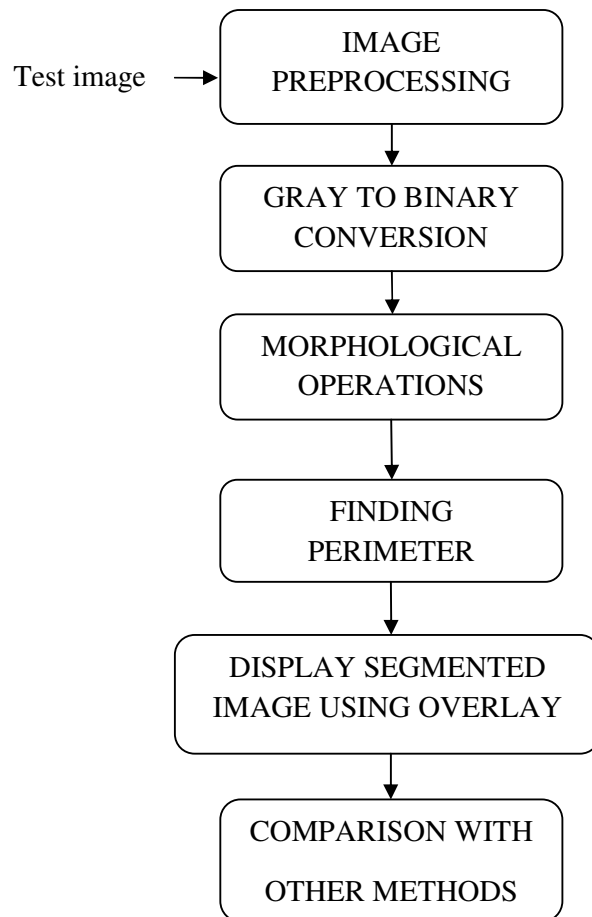 Test image
IMAGE
PREPROCESSING
GRAY TO BINARY
CONVERSION
MORPHOLOGICAL
OPERATIONS
FINDING
PERIMETER
DISPLAY SEGMENTED
IMAGE USING OVERLAY
COMPARISON WITH
OTHER METHODS